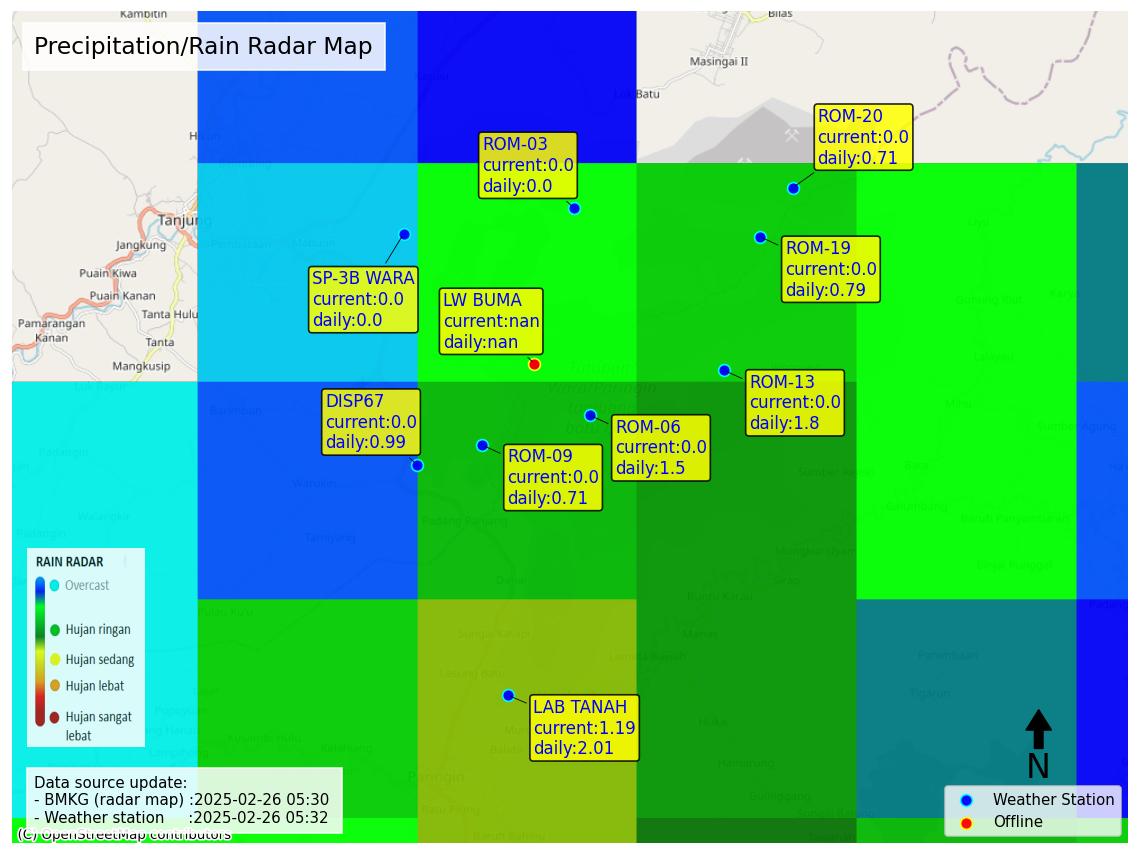 Kambitin
Bilas
Precipitation/Rain Radar Map
Masingai II
Batu
ROM-20
current:0.0
daily:0.71
ROM-03
current:0.0
daily:0.0
Tanjung
Jangkung
ROM-19
current:0.0
daily:0.79
Puain Kiwa
SP-3B WARA
current:0.0
daily:0.0
LW BUMA
current:nan
daily:nan
Puain Kanan
Tanta Hulu
Pamarangan
Kanan
Tanta
Mangkusip
ROM-13
current:0.0
daily:1.8
DISP67
current:0.0
daily:0.99
ROM-06
current:0.0
daily:1.5
ROM-09
current:0.0
daily:0.71
Warukin
Tamiyang
Padang Panjang
Dahai
RAIN RADAR
Overcast
Hujan ringan
Hujan sedang
Hujan lebat
Hujan sangat
lebat
LAB TANAH
current:1.19
daily:2.01
Paringin
N
Data source update:
- BMKG (radar map) :2025-02-26 05:30
- Weather station :2025-02-26 05:32
(C) OpenStreetMap contributors
Weather Station
Offline